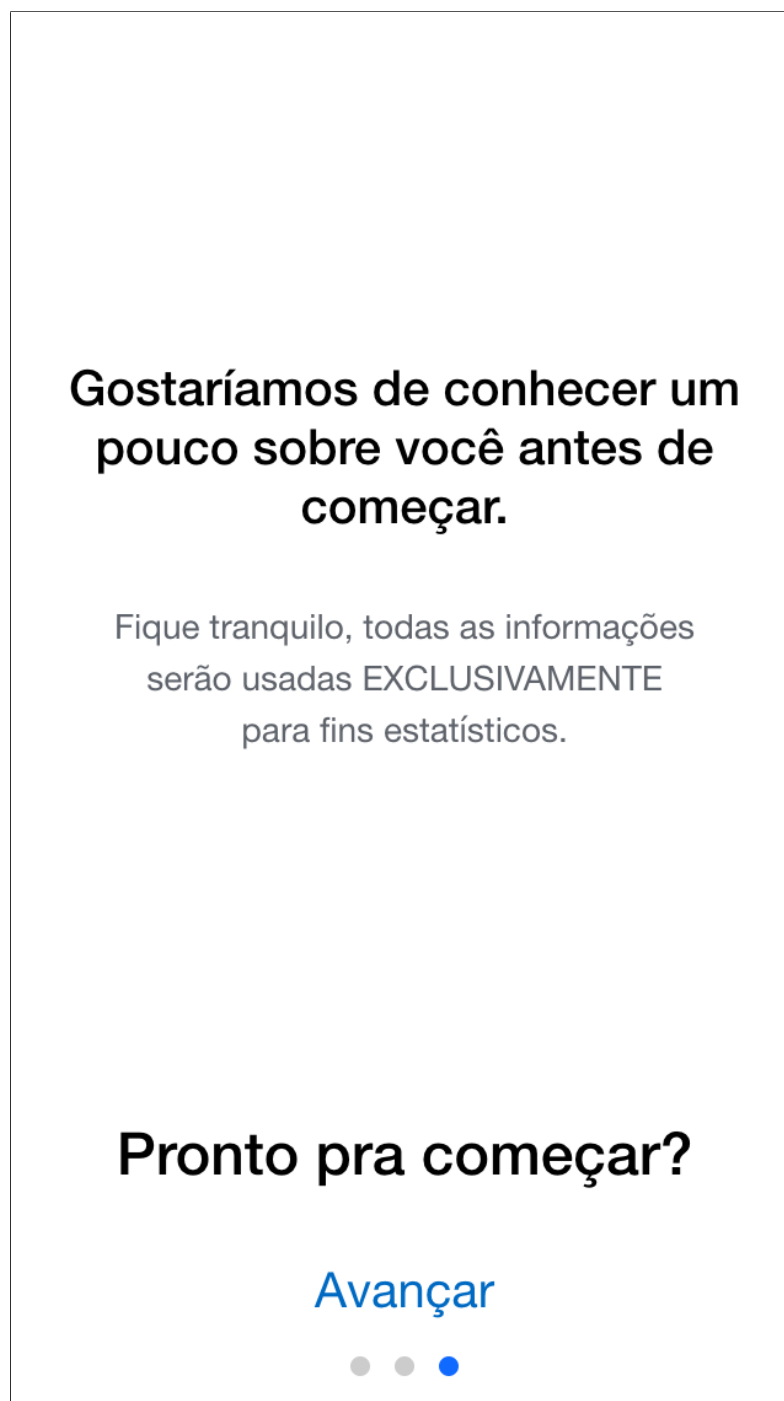 Gostaríamos de conhecer um
pouco sobre você antes de
começar.
Fique tranquilo, todas as informações
serão usadas EXCLUSIVAMENTE
para fins estatísticos.
Pronto pra começar?
Avançar